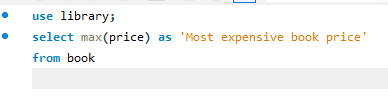 use library;
select max(price) as 'Most expensive book price'
from book